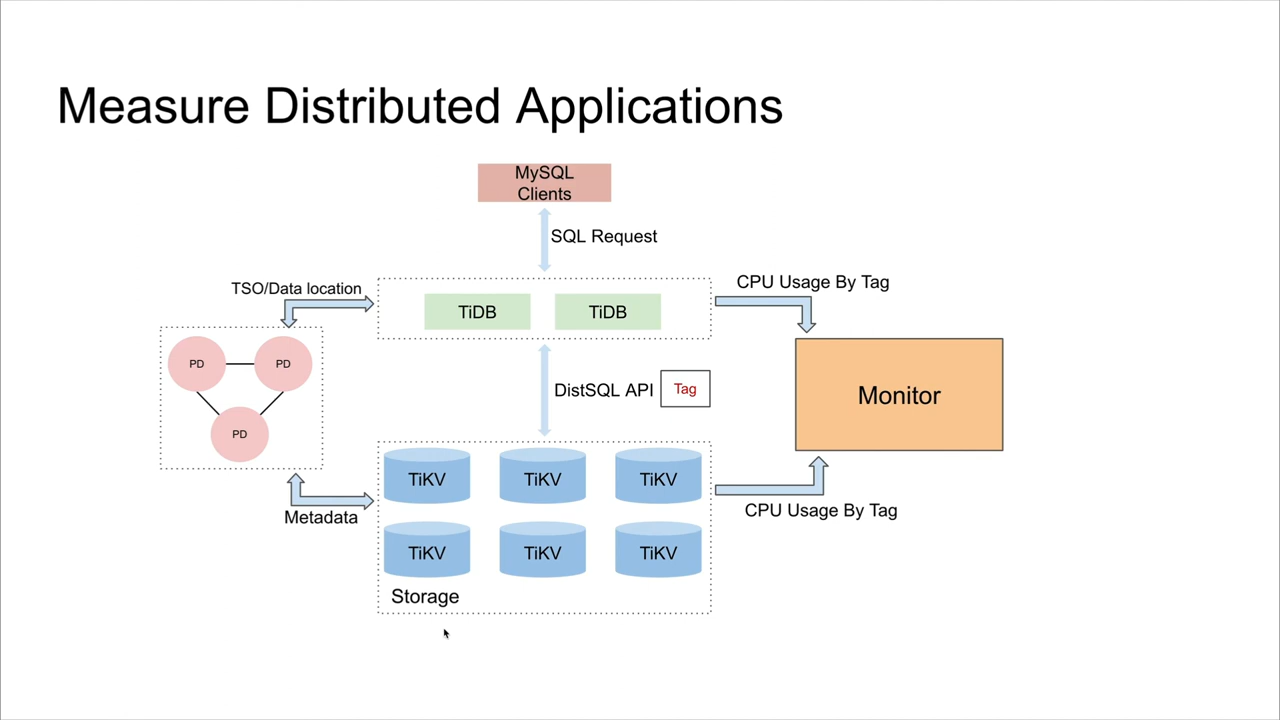 Measure Distributed Applications
MySQL
Clients
SQL Request
TSO/Data location
CPU Usage By Tag
TiDB
TiDB
PD
PD
PD
DistSQL API
Tag
Monitor
TiKV
TiKV
TiKV
Metadata
CPU Usage By Tag
TiKV
TiKV
TiKV
Storage